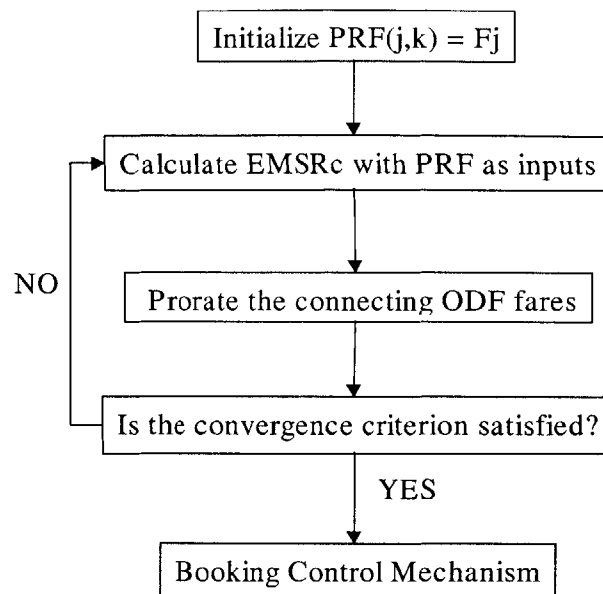 Initialize PRF(j,k) = Fj
Calculate EMSRc with PRF as inputs
NO
Prorate the connecting ODF fares
Is the convergence criterion satisfied?
YES
Booking Control Mechanism